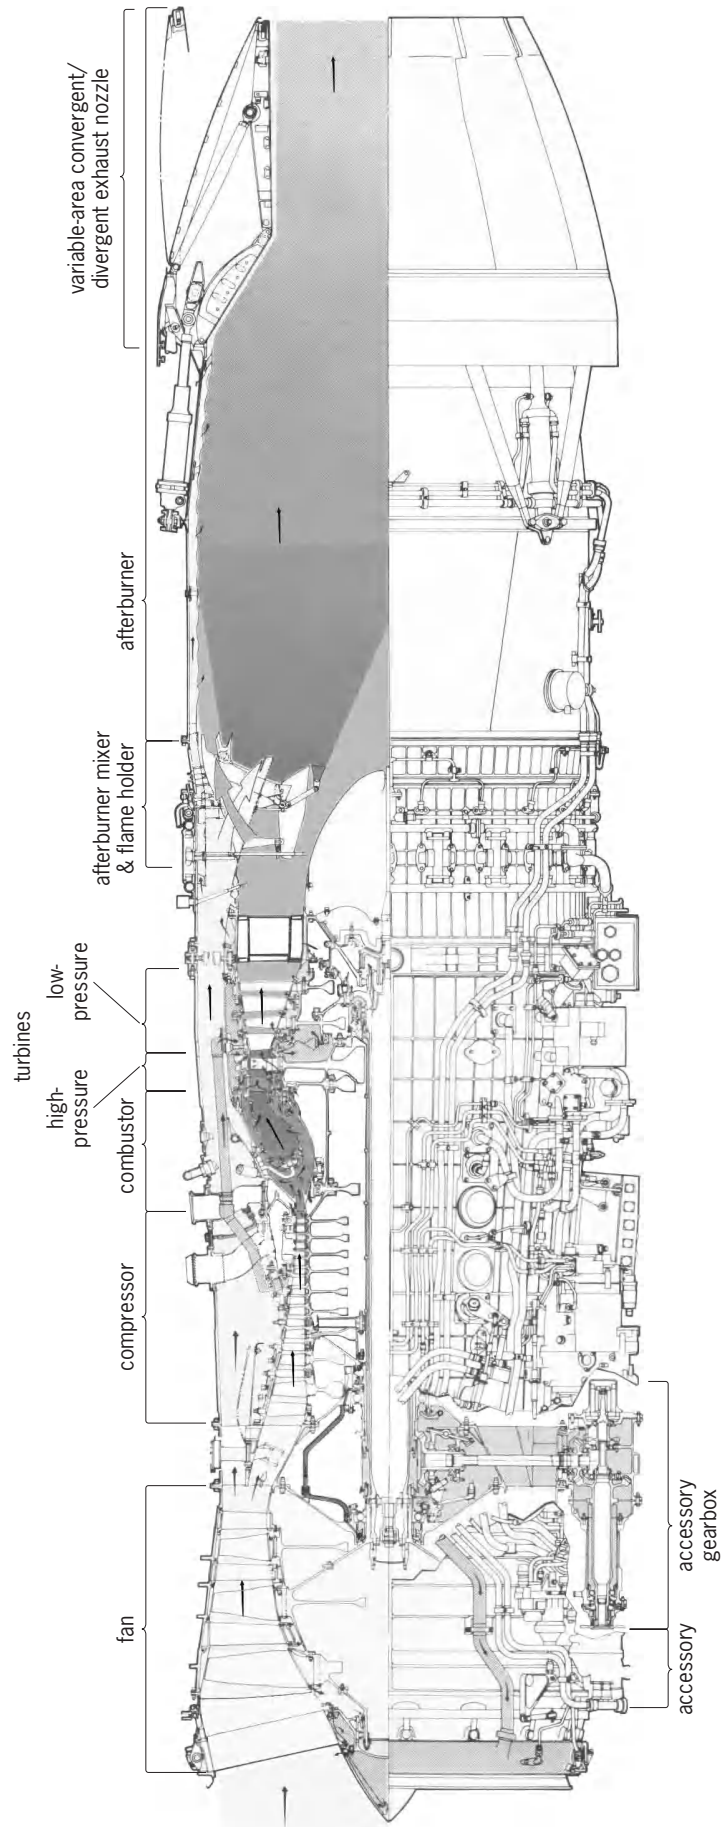 fan
compressor
combustor
turbines
high-
pressure
low-
pressure
afterburner mixer
& flame holder
afterburner
variable-area convergent/
divergent exhaust nozzle
accessory
accessory
gearbox